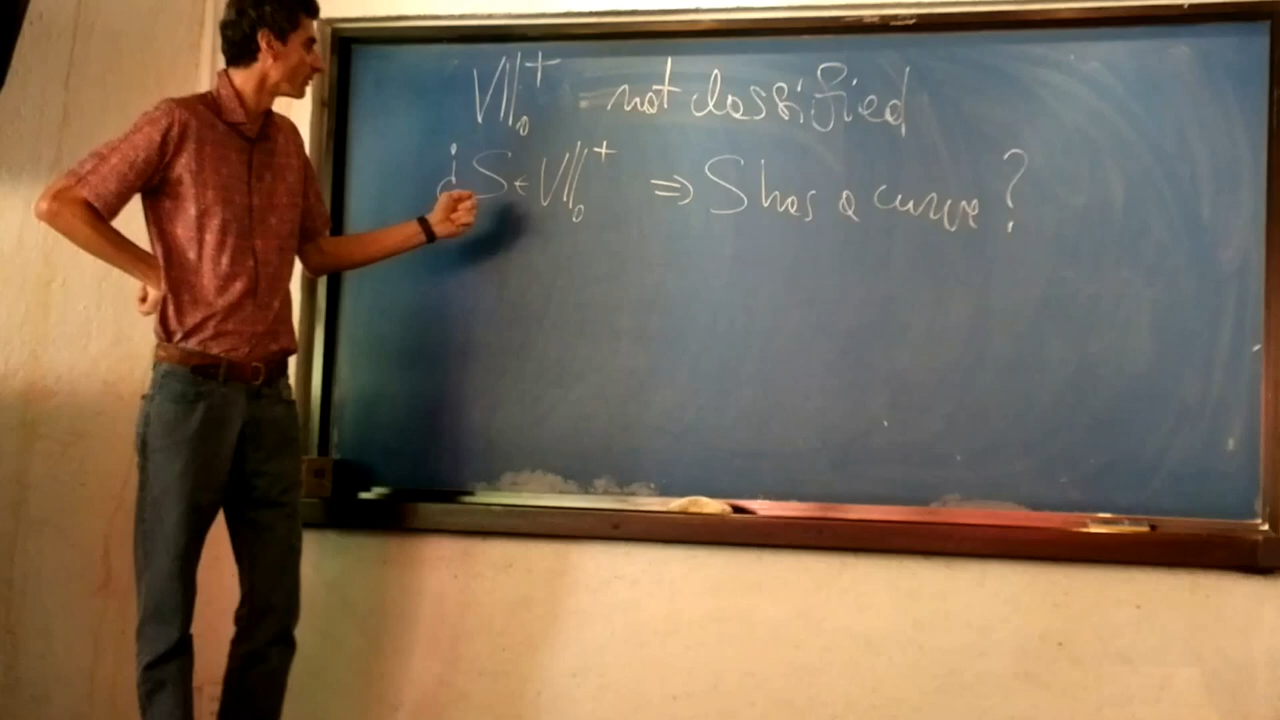 VII₀⁺ = not classified
¿S ∈ VII₀⁺ ⇒ S has a curve?